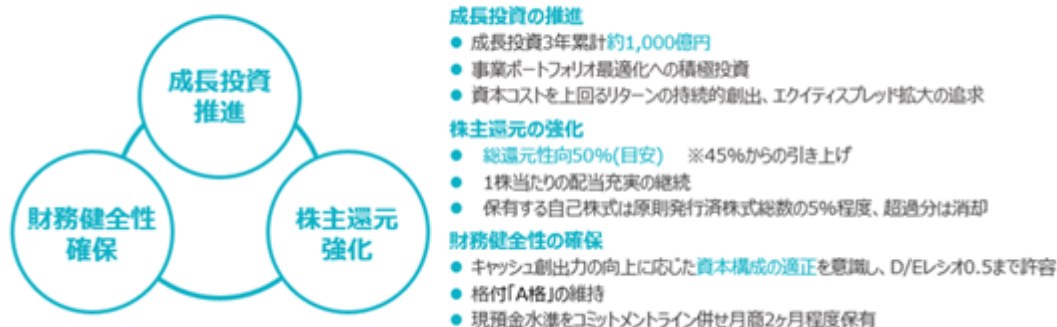 成長投資
推進
財務健全性
確保
株主還元
強化
成長投資の推進
● 成長投資3年累計約1,000億円
● 事業ポートフォリオ最適化への積極投資
● 資本コストを上回るリターンの持続的創出、エクイティスプレッド拡大の追求
株主還元の強化
● 総還元性向50%(目安) ※45%からの引き上げ
● 1株当たりの配当充実の継続
● 保有する自己株式は原則発行済株式総数の5%程度、超過分は消却
財務健全性の確保
● キャッシュ創出力の向上に応じた資本構成の適正を意識し、D/Eレシオ0.5まで許容
● 格付「A格」の維持
● 現預金水準をコミットメントライン併せ月商2ヶ月程度保有